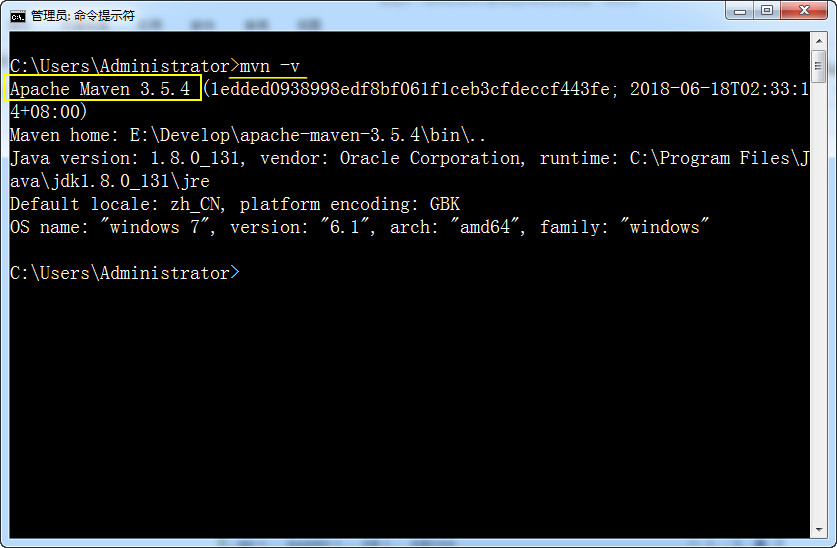 管理员: 命令提示符
C:\Users\Administrator>mvn -v
Apache Maven 3.5.4 (1edded0938998edf8bf061f1ceb3cfdeccf443fe; 2018-06-18T02:33:1
4+08:00)
Maven home: E:\Develop\apache-maven-3.5.4\bin\..
Java version: 1.8.0_131, vendor: Oracle Corporation, runtime: C:\Program Files\J
ava\jdk1.8.0_131\jre
Default locale: zh_CN, platform encoding: GBK
OS name: "windows 7", version: "6.1", arch: "amd64", family: "windows"
C:\Users\Administrator>